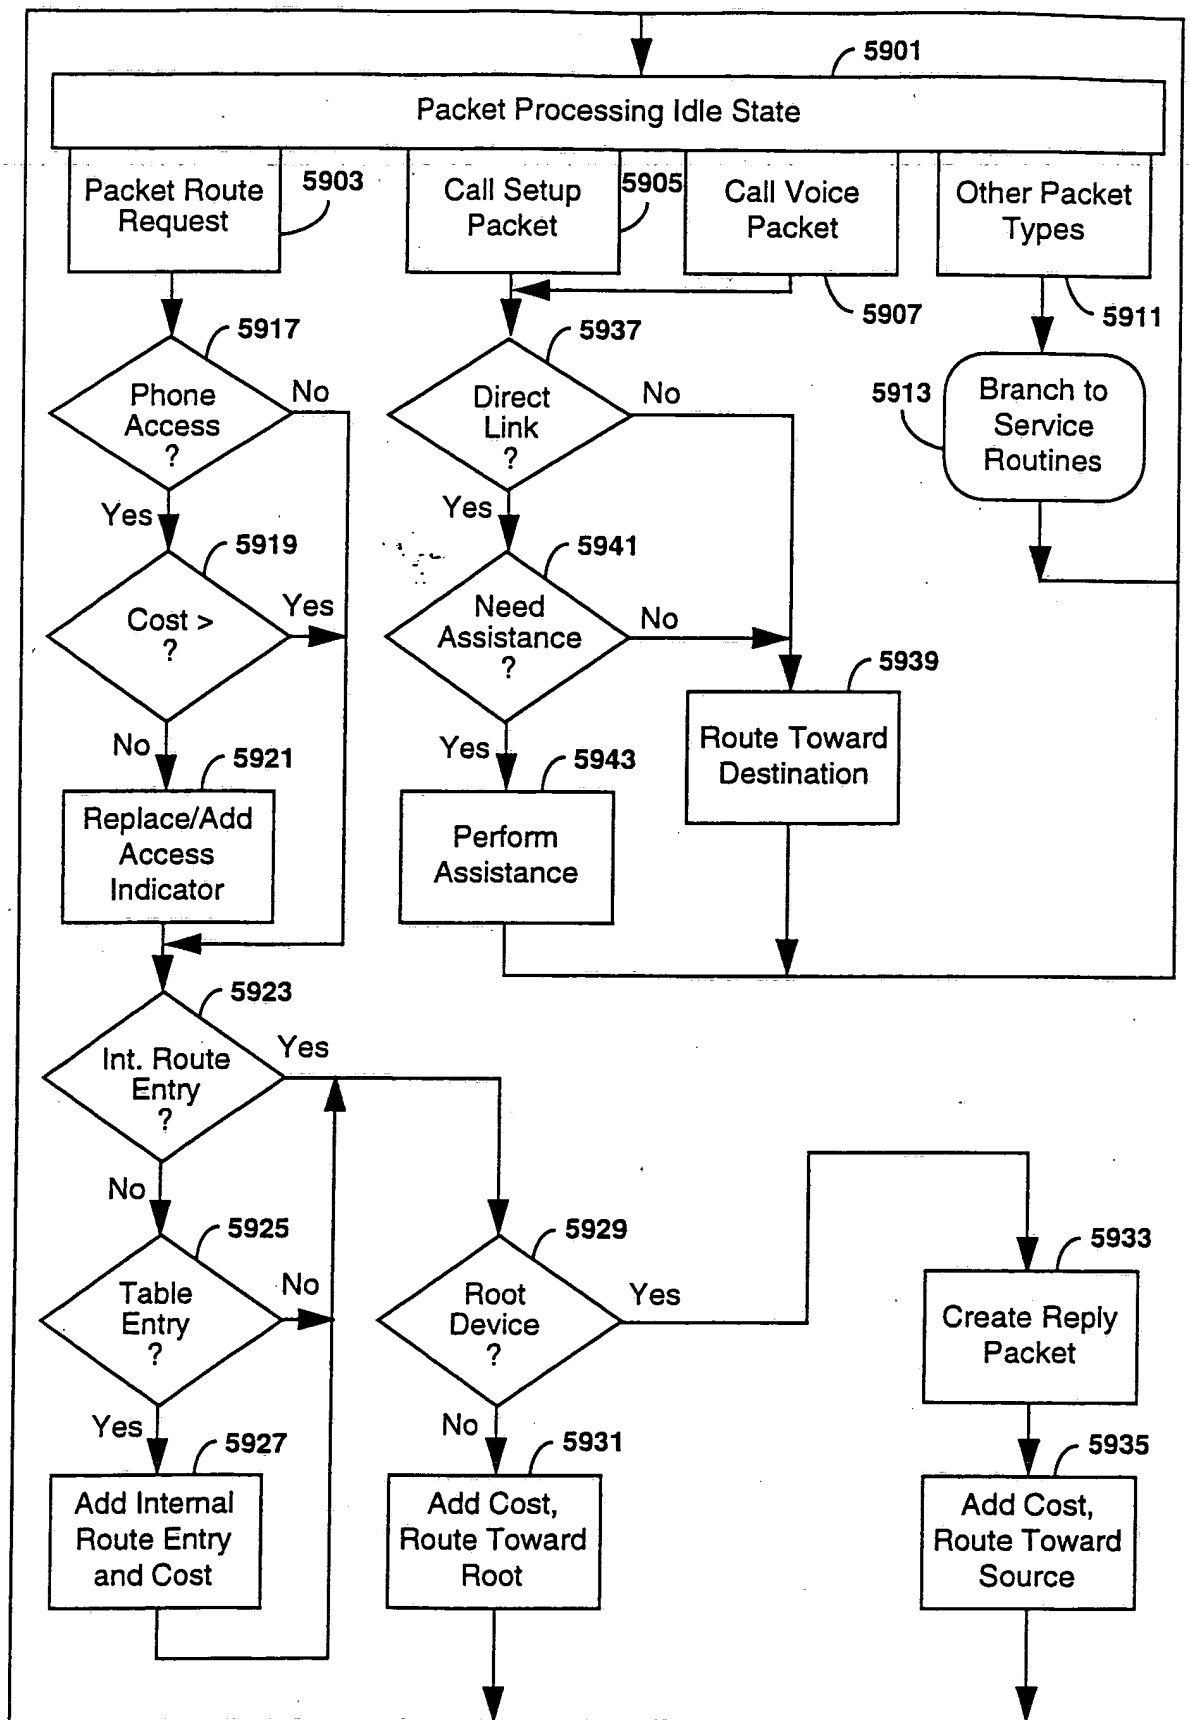 5901
Packet Processing Idle State
Packet Route
Request
5903
Call Setup
Packet
5905
Call Voice
Packet
5907
Other Packet
Types
5911
5917
Phone
Access
?
No
Yes
5937
Direct
Link
?
No
Yes
5913
Branch to
Service
Routines
5919
Cost >
?
Yes
No
5941
Need
Assistance
?
No
Yes
5939
Route Toward
Destination
5921
Replace/Add
Access
Indicator
5943
Perform
Assistance
5923
Int. Route
Entry
?
Yes
No
5925
Table
Entry
?
No
Yes
5929
Root
Device
?
Yes
No
5933
Create Reply
Packet
5927
Add Internal
Route Entry
and Cost
5931
Add Cost,
Route Toward
Root
5935
Add Cost,
Route Toward
Source